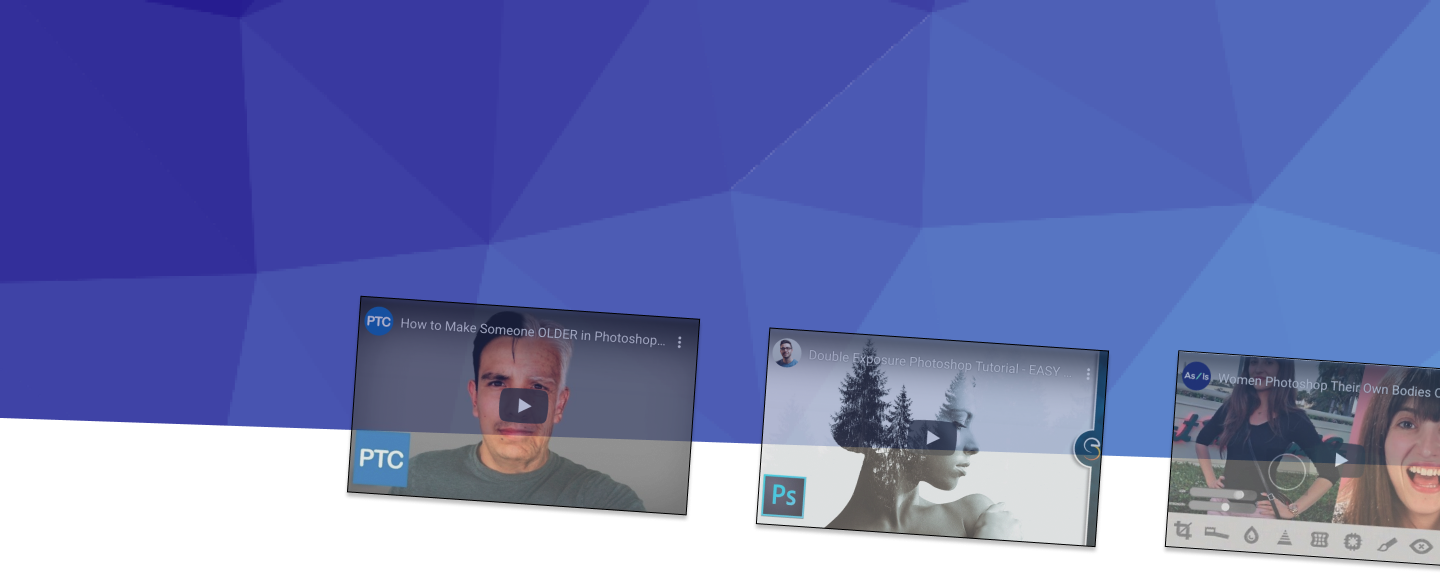 PTC
How to Make Someone OLDER in Photoshop...
PTC
Double Exposure Photoshop Tutorial - EASY ...
Ps
As/Is
Women Photoshop Their Own Bodies